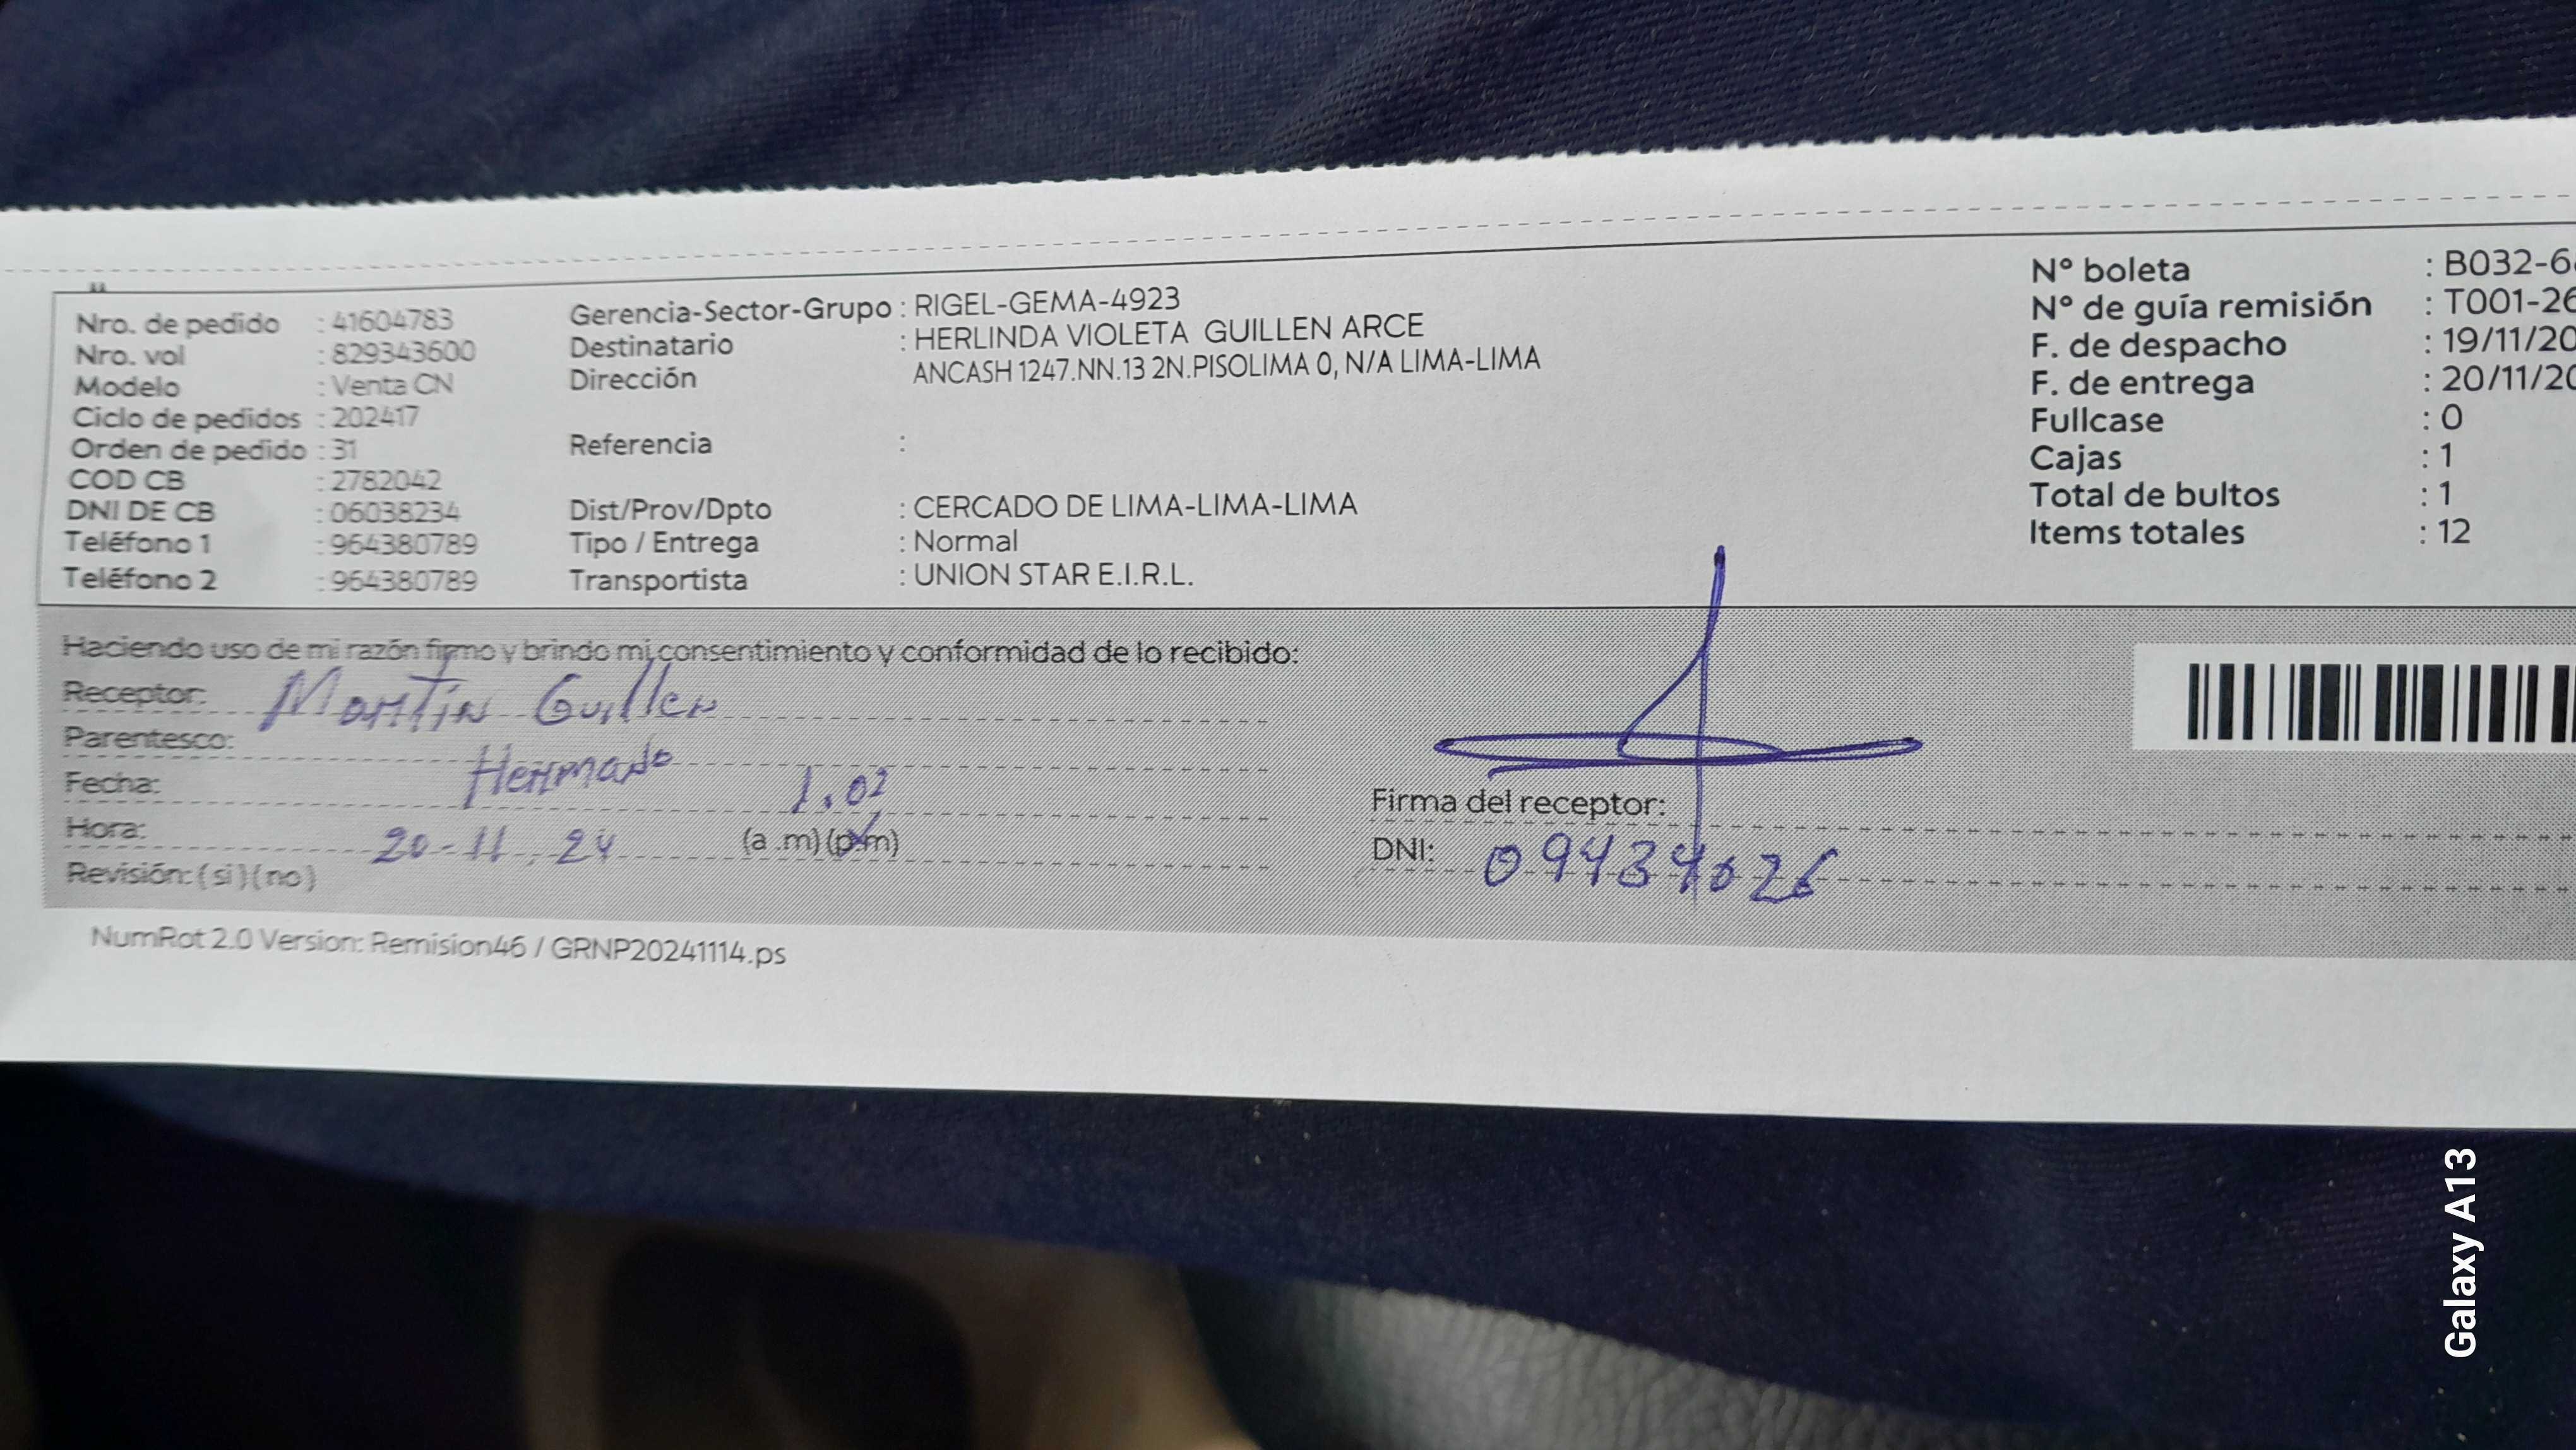 Nro. de pedido : 41604783
Nro. vol : 829343600
Modelo : Venta CN
Ciclo de pedidos : 202417
Orden de pedido : 31
COD CB : 2782042
DNI DE CB : 06038234
Teléfono 1 : 964380789
Teléfono 2 : 964380789
Gerencia-Sector-Grupo : RIGEL-GEMA-4923
Destinatario : HERLINDA VIOLETA GUILLEN ARCE
Dirección ANCASH 1247.NN.13 2N.PISOLIMA 0, N/A LIMA-LIMA
Referencia :
Dist/Prov/Dpto : CERCADO DE LIMA-LIMA-LIMA
Tipo / Entrega : Normal
Transportista : UNION STAR E.I.R.L.
N° boleta : B032-6
N° de guía remisión : T001-26
F. de despacho : 19/11/20
F. de entrega : 20/11/20
Fullcase : 0
Cajas : 1
Total de bultos : 1
Items totales : 12
Haciendo uso de mi razón firmo y brindo mi consentimiento y conformidad de lo recibido:
Receptor: Martín Guillen
Parentesco: Hermano
Fecha: 1.02
Hora: 20-11.24 (a .m)(p.m)
Revisión: (si) (no)
Firma del receptor:
DNI: 09434026
NumRot 2.0 Version: Remision46 / GRNP20241114.ps
Galaxy A13